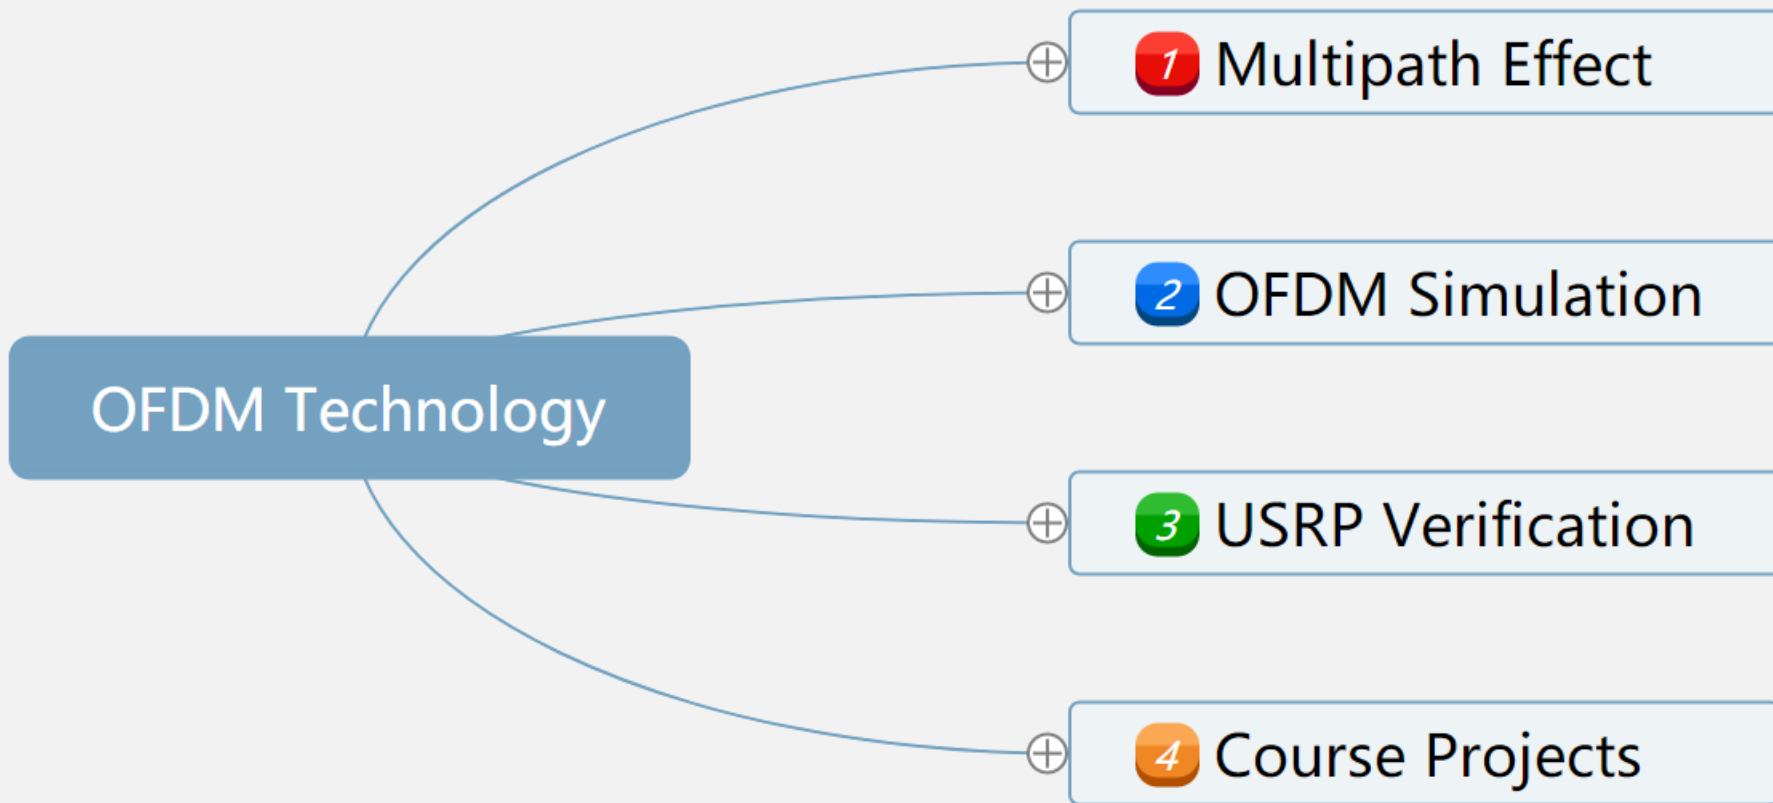 1 Multipath Effect
2 OFDM Simulation
OFDM Technology
3 USRP Verification
4 Course Projects